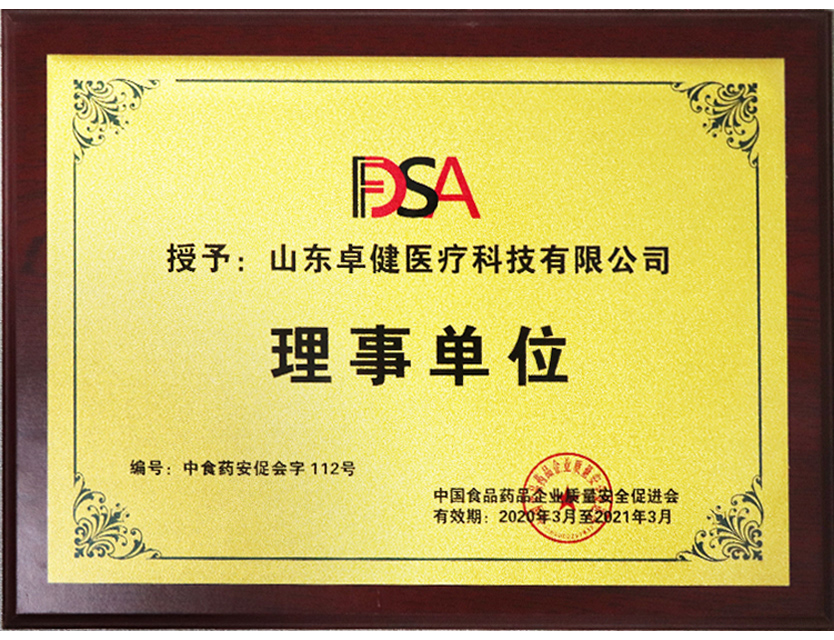 FDSA
授予：山东卓健医疗科技有限公司
理事单位
编号：中食药安促会字 112号
中国食品药品企业质量安全促进会
有效期：2020年3月至2021年3月